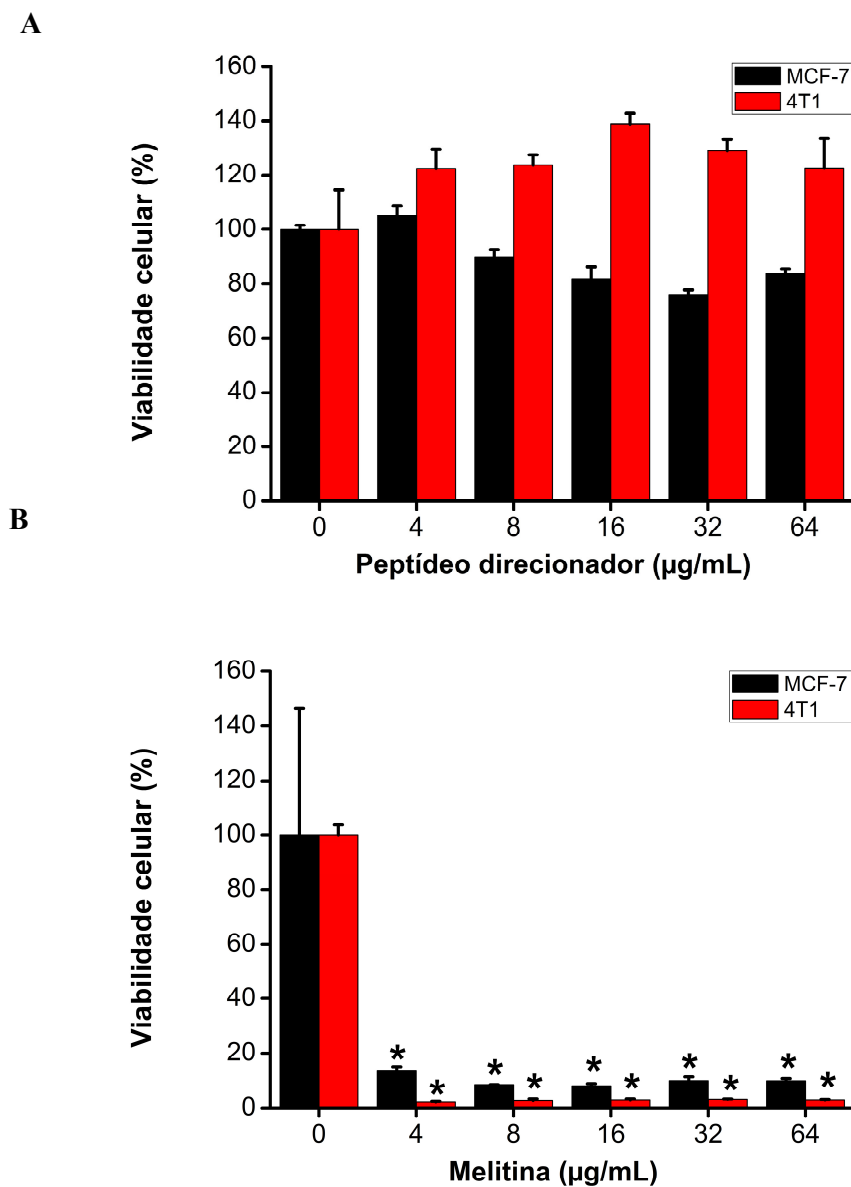 A
160
140
120
100
80
60
40
20
0
Viabilidade celular (%)
MCF-7
4T1
0 4 8 16 32 64
Peptídeo direcionador (µg/mL)
B
160
140
120
100
80
60
40
20
0
Viabilidade celular (%)
MCF-7
4T1
* * * * * * * * * *
0 4 8 16 32 64
Melitina (µg/mL)